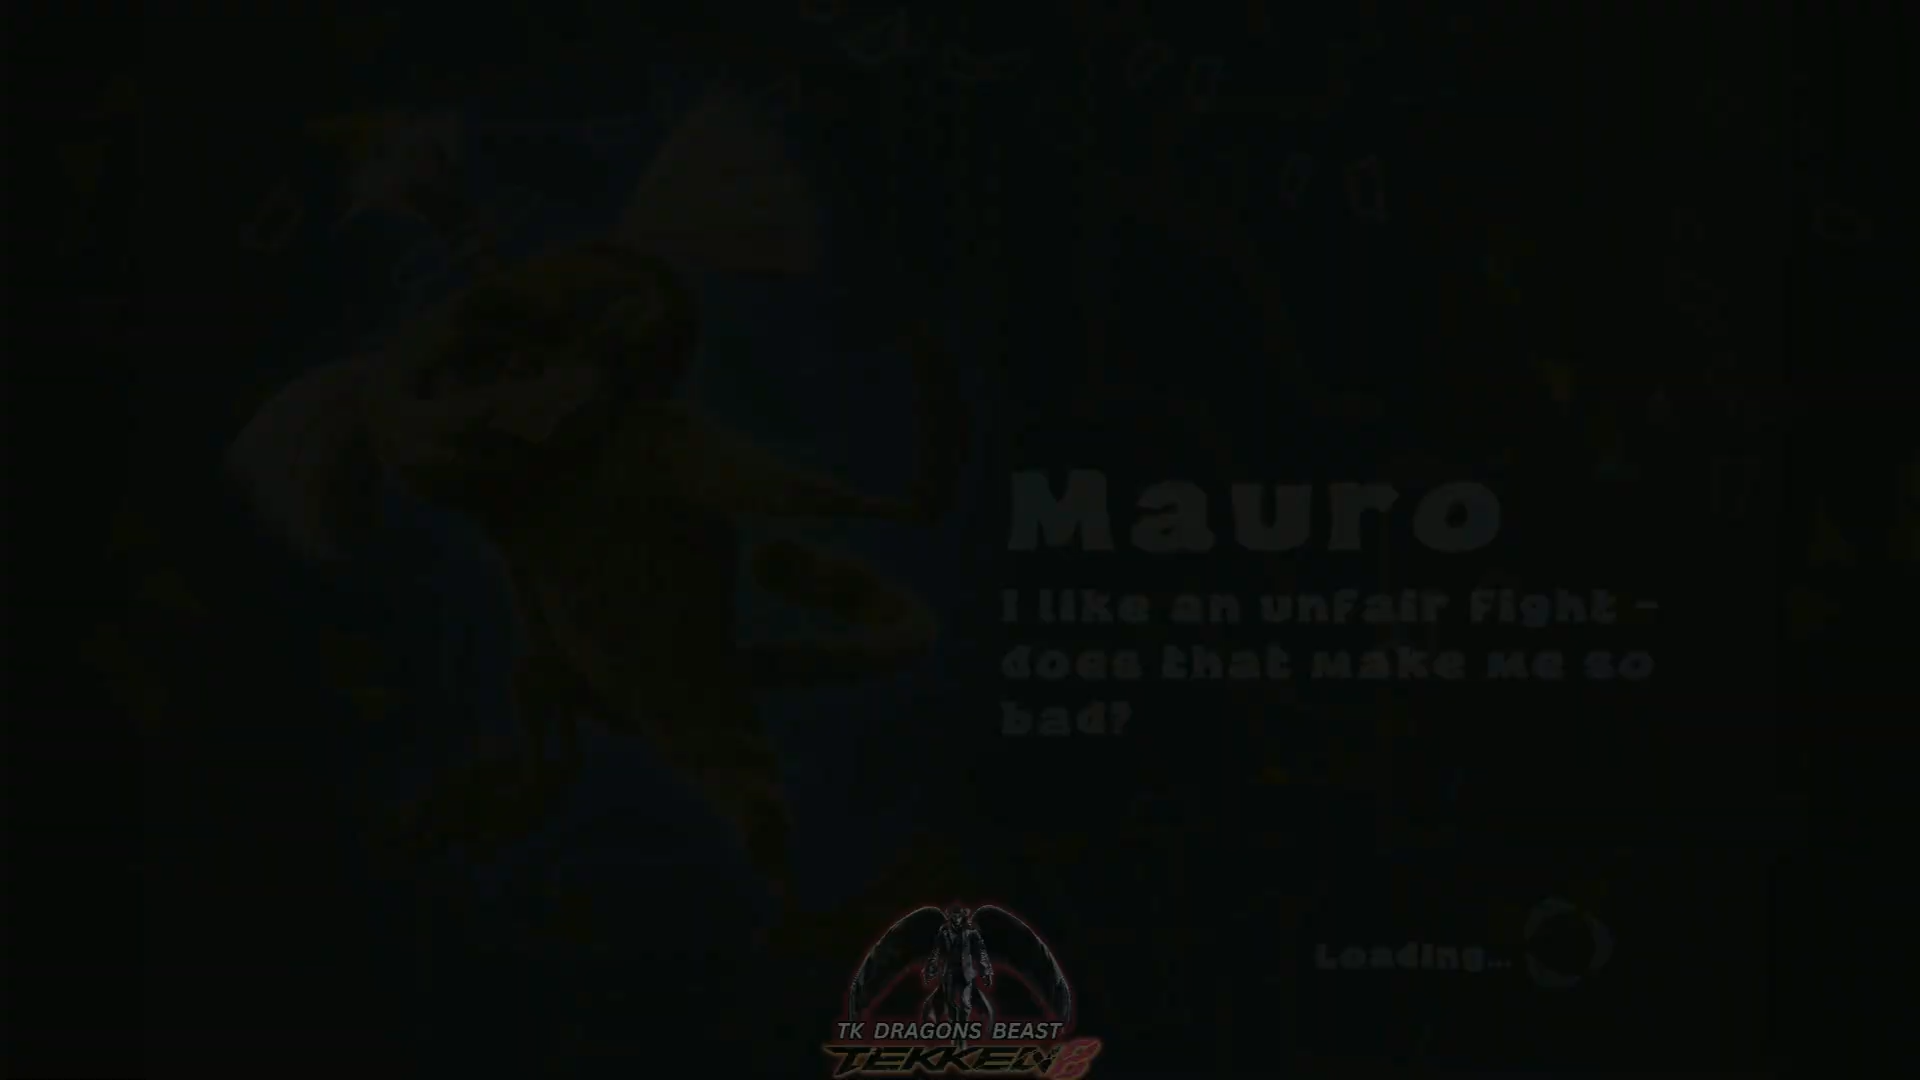 Mauro
I like an unfair fight -
does that make me so
bad?
Loading...
TK DRAGONS BEAST
TEKKEN 8